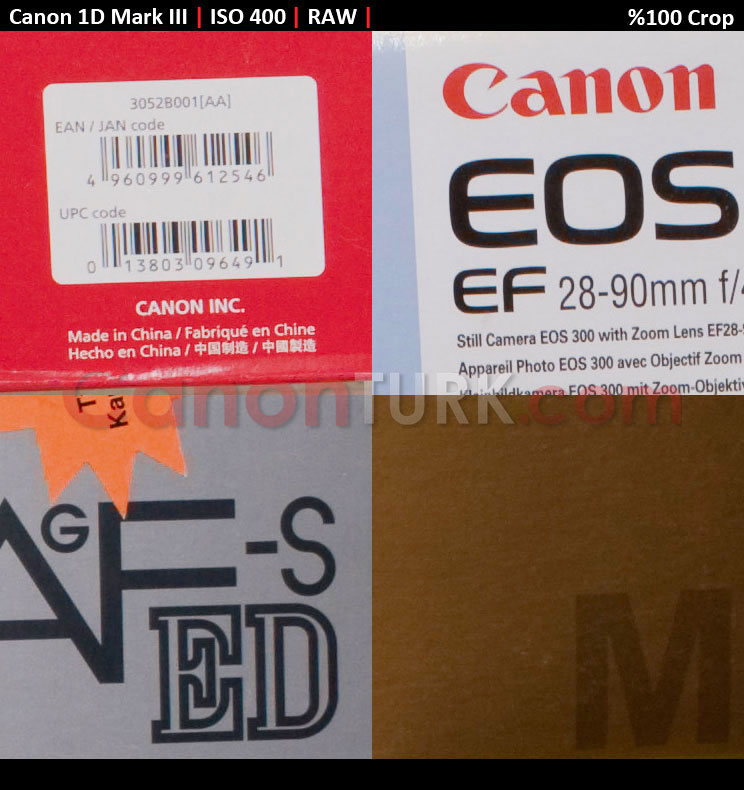 Canon 1D Mark III | ISO 400 | RAW |
%100 Crop
3052B001[AA]
EAN / JAN code
4 960999 612546
UPC code
0 13803 09649 1
CANON INC.
Made in China / Fabriqué en Chine
Hecho en China / 中国制造 / 中國製造
Canon
EOS
EF 28-90mm f/4
Still Camera EOS 300 with Zoom Lens EF28-
Appareil Photo EOS 300 avec Objectif Zoom
Kleinbildkamera EOS 300 mit Zoom-Objektiv
CanonTURK.com
T
Ka
G
AF-S
ED
M